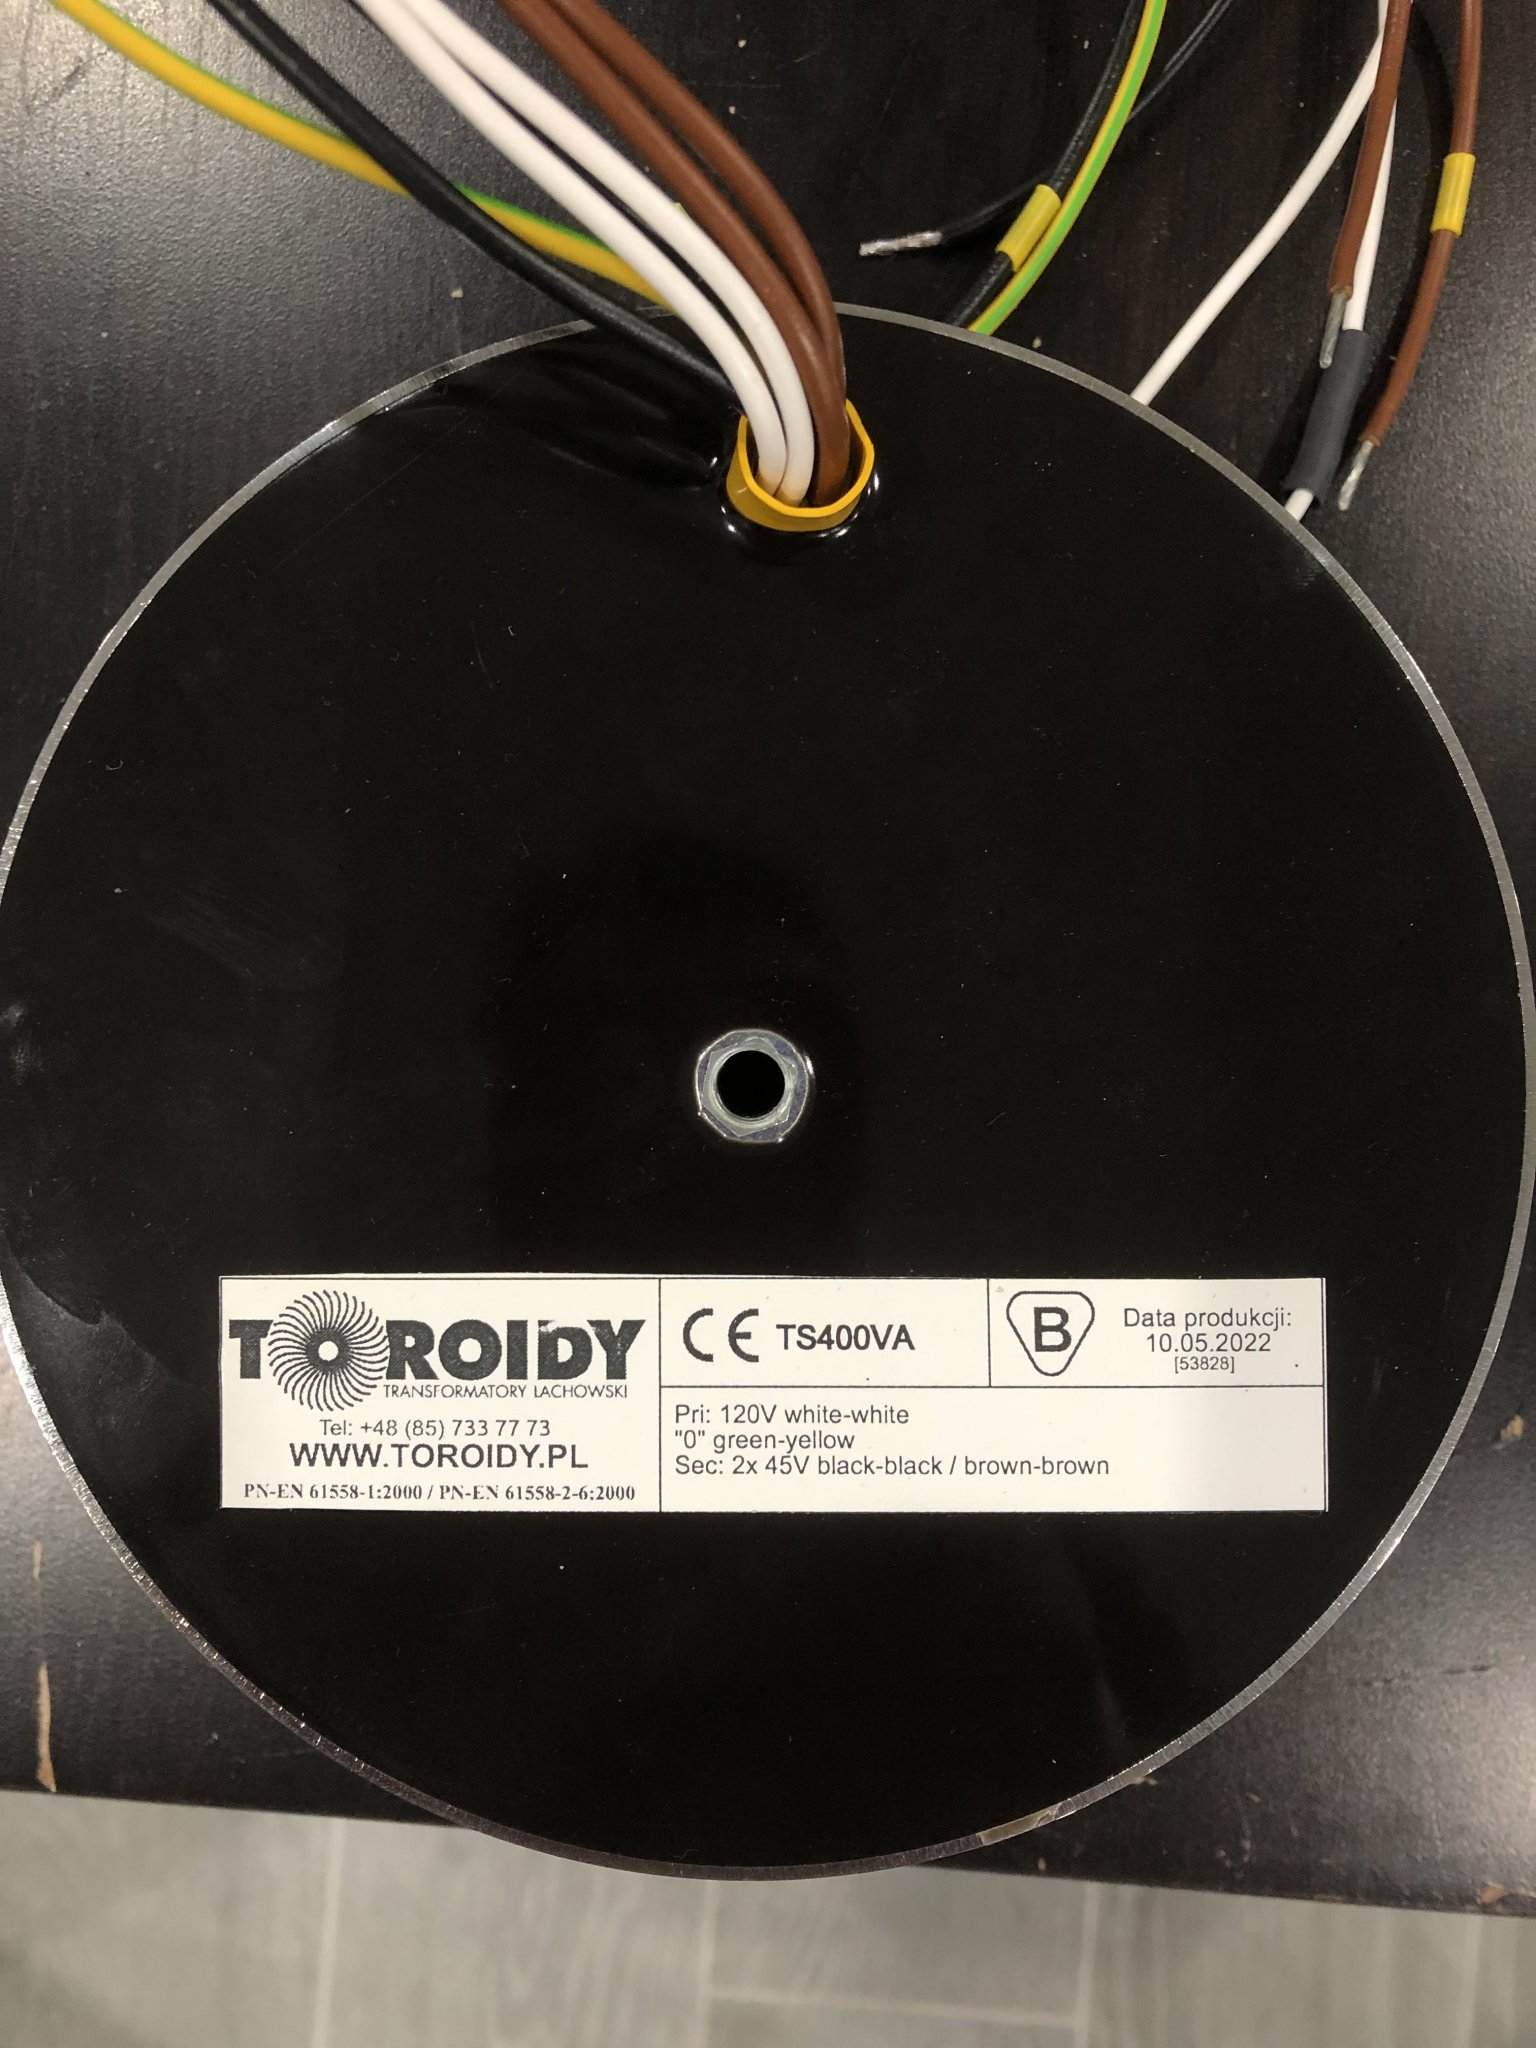 TOROIDY
TRANSFORMATORY LACHOWSKI
Tel: +48 (85) 733 77 73
WWW.TOROIDY.PL
PN-EN 61558-1:2000 / PN-EN 61558-2-6:2000
CE TS400VA
B
Data produkcji:
10.05.2022
[53828]
Pri: 120V white-white
"0" green-yellow
Sec: 2x 45V black-black / brown-brown